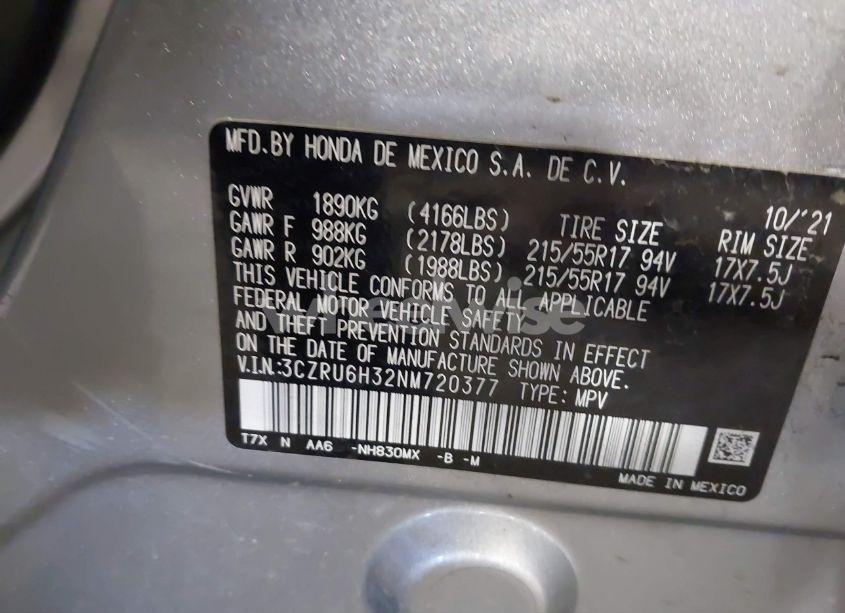 MFD.BY HONDA DE MEXICO S.A. DE C.V.
10/'21
GVWR 1890KG (4166LBS) TIRE SIZE RIM SIZE
GAWR F 988KG (2178LBS) 215/55R17 94V 17X7.5J
GAWR R 902KG (1988LBS) 215/55R17 94V 17X7.5J
THIS VEHICLE CONFORMS TO ALL APPLICABLE
FEDERAL MOTOR VEHICLE SAFETY
AND THEFT PREVENTION STANDARDS IN EFFECT
ON THE DATE OF MANUFACTURE SHOWN ABOVE.
V.I.N.:3CZRU6H32NM720377 TYPE: MPV
T7X N AA6 -NH830MX -B -M
MADE IN MEXICO